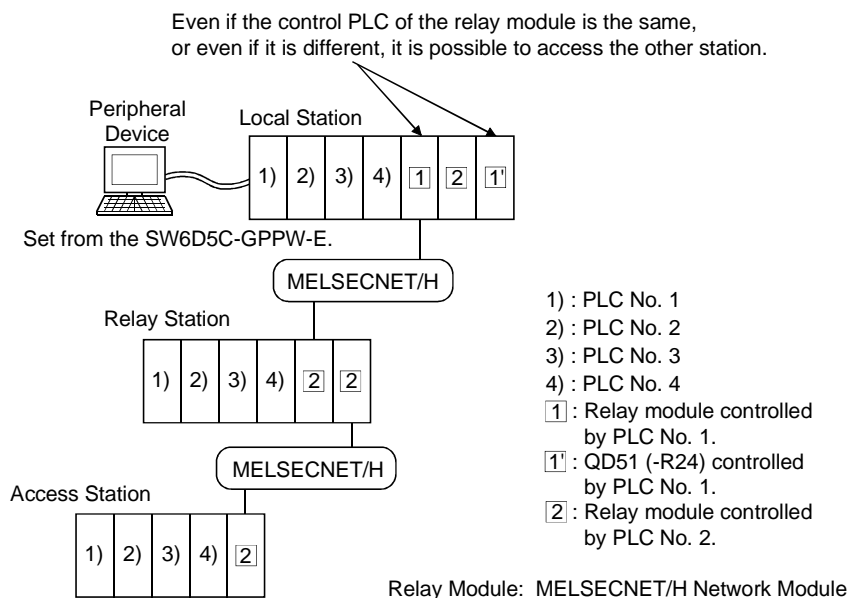 Even if the control PLC of the relay module is the same,
or even if it is different, it is possible to access the other station.
Peripheral
Device
Local Station
1) 2) 3) 4) 1 2 1'
Set from the SW6D5C-GPPW-E.
MELSECNET/H
Relay Station
1) 2) 3) 4) 2 2
MELSECNET/H
Access Station
1) 2) 3) 4) 2
1) : PLC No. 1
2) : PLC No. 2
3) : PLC No. 3
4) : PLC No. 4
1 : Relay module controlled
by PLC No. 1.
1' : QD51 (-R24) controlled
by PLC No. 1.
2 : Relay module controlled
by PLC No. 2.
Relay Module: MELSECNET/H Network Module